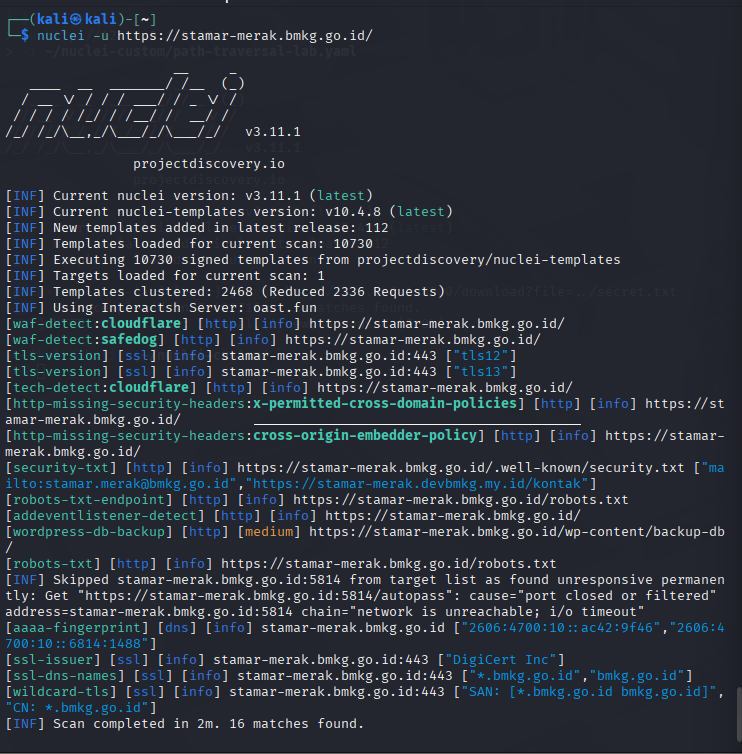 ┌──(kali㉿kali)-[~]
└─$ nuclei -u https://stamar-merak.bmkg.go.id/
v3.11.1
projectdiscovery.io
[INF] Current nuclei version: v3.11.1 (latest)
[INF] Current nuclei-templates version: v10.4.8 (latest)
[INF] New templates added in latest release: 112
[INF] Templates loaded for current scan: 10730
[INF] Executing 10730 signed templates from projectdiscovery/nuclei-templates
[INF] Targets loaded for current scan: 1
[INF] Templates clustered: 2468 (Reduced 2336 Requests)
[INF] Using Interactsh Server: oast.fun
[waf-detect:cloudflare] [http] [info] https://stamar-merak.bmkg.go.id/
[waf-detect:safedog] [http] [info] https://stamar-merak.bmkg.go.id/
[tls-version] [ssl] [info] stamar-merak.bmkg.go.id:443 ["tls12"]
[tls-version] [ssl] [info] stamar-merak.bmkg.go.id:443 ["tls13"]
[tech-detect:cloudflare] [http] [info] https://stamar-merak.bmkg.go.id/
[http-missing-security-headers:x-permitted-cross-domain-policies] [http] [info] https://st
amar-merak.bmkg.go.id/
[http-missing-security-headers:cross-origin-embedder-policy] [http] [info] https://stamar-
merak.bmkg.go.id/
[security-txt] [http] [info] https://stamar-merak.bmkg.go.id/.well-known/security.txt ["ma
ilto:stamar.merak@bmkg.go.id","https://stamar-merak.devbmkg.my.id/kontak"]
[robots-txt-endpoint] [http] [info] https://stamar-merak.bmkg.go.id/robots.txt
[addeventlistener-detect] [http] [info] https://stamar-merak.bmkg.go.id/
[wordpress-db-backup] [http] [medium] https://stamar-merak.bmkg.go.id/wp-content/backup-db
/
[robots-txt] [http] [info] https://stamar-merak.bmkg.go.id/robots.txt
[INF] Skipped stamar-merak.bmkg.go.id:5814 from target list as found unresponsive permanen
tly: Get "https://stamar-merak.bmkg.go.id:5814/autopass": cause="port closed or filtered"
address=stamar-merak.bmkg.go.id:5814 chain="network is unreachable; i/o timeout"
[aaaa-fingerprint] [dns] [info] stamar-merak.bmkg.go.id ["2606:4700:10::ac42:9f46","2606:4
700:10::6814:1488"]
[ssl-issuer] [ssl] [info] stamar-merak.bmkg.go.id:443 ["DigiCert Inc"]
[ssl-dns-names] [ssl] [info] stamar-merak.bmkg.go.id:443 ["*.bmkg.go.id","bmkg.go.id"]
[wildcard-tls] [ssl] [info] stamar-merak.bmkg.go.id:443 ["SAN: [*.bmkg.go.id bmkg.go.id]",
"CN: *.bmkg.go.id"]
[INF] Scan completed in 2m. 16 matches found.